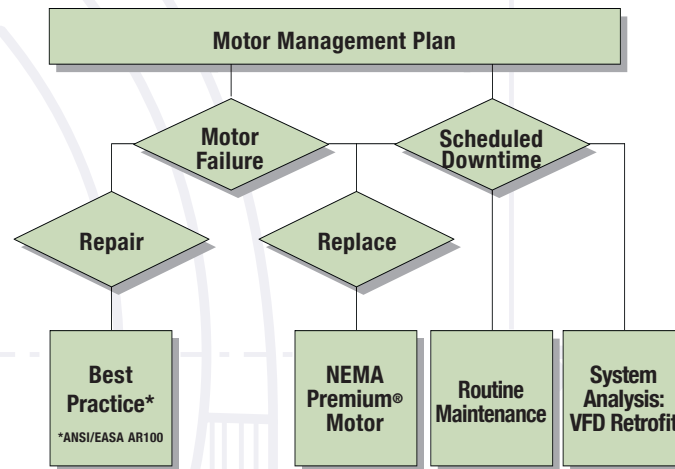 Motor Management Plan
Motor
Failure
Scheduled
Downtime
Repair
Replace
Best
Practice*
*ANSI/EASA AR100
NEMA
Premium®
Motor
Routine
Maintenance
System
Analysis:
VFD Retrofit